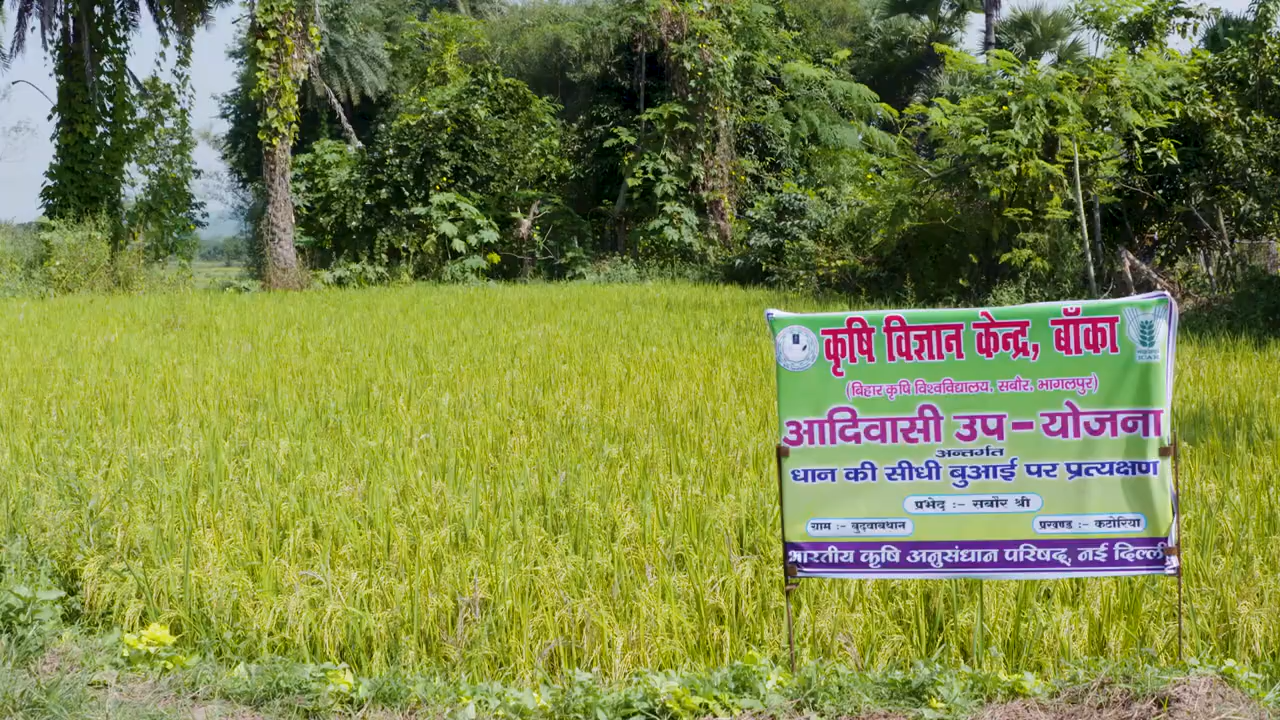 कृषि विज्ञान केन्द्र, बाँका
(बिहार कृषि विश्वविद्यालय, सबौर, भागलपुर)
आदिवासी उप-योजना
अन्तर्गत
धान की सीधी बुआई पर प्रत्यक्षण
प्रभेद :- सबौर श्री
ग्राम :- बुढ़वाबथान
प्रखण्ड :- कटोरिया
भारतीय कृषि अनुसंधान परिषद्, नई दिल्ली
ICAR